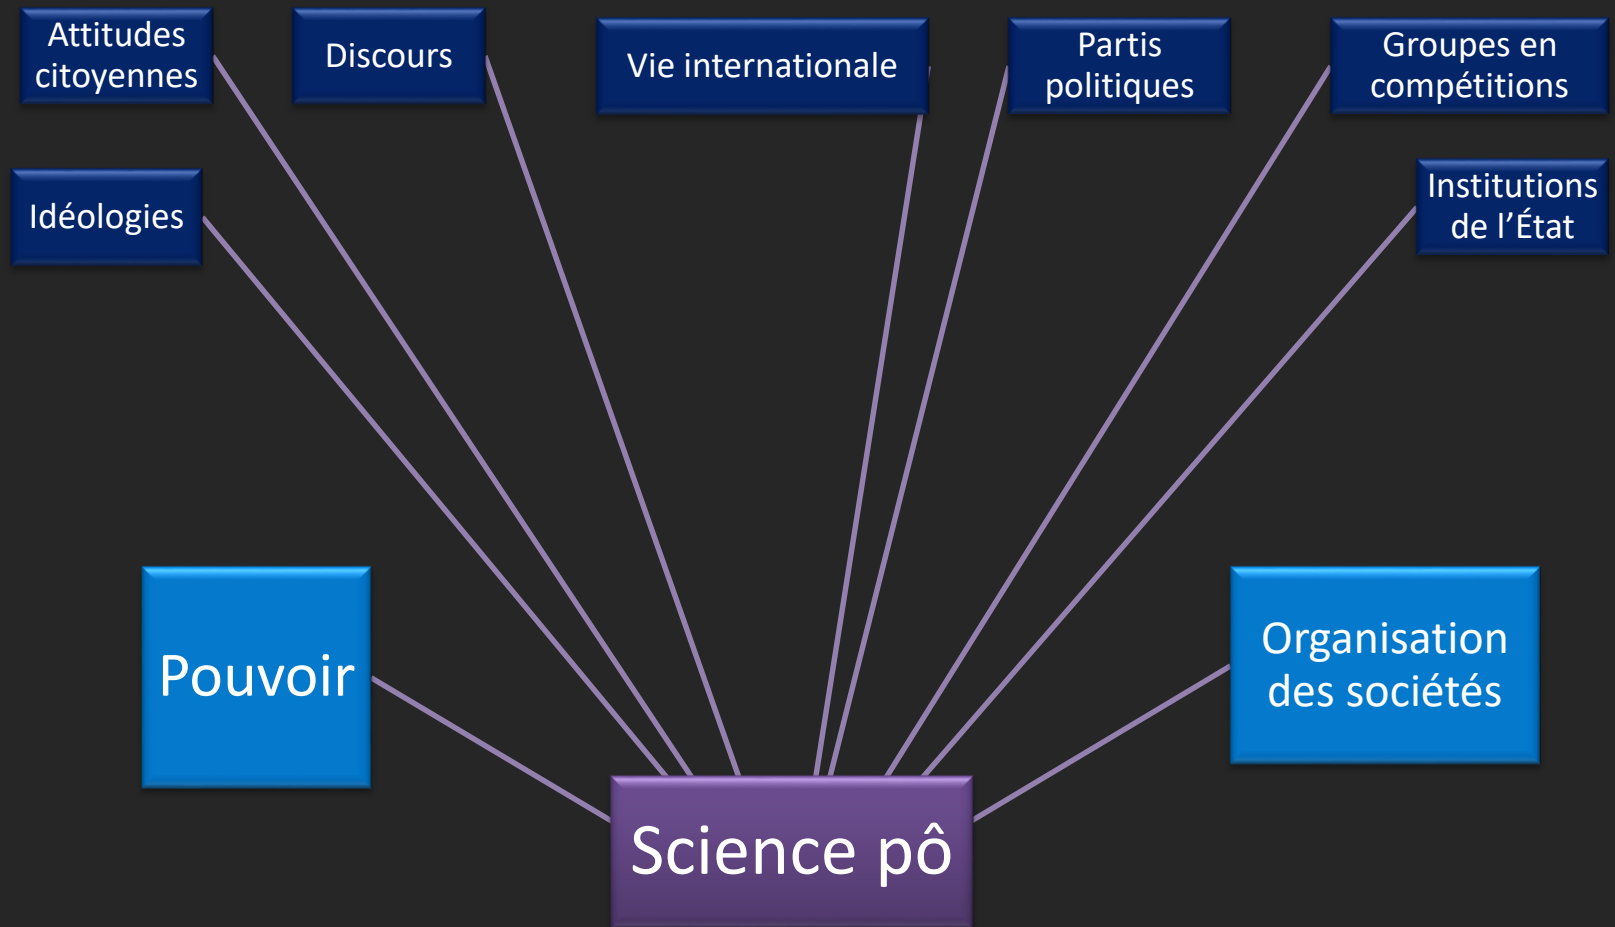 Attitudes
citoyennes
Discours
Vie internationale
Partis
politiques
Groupes en
compétitions
Idéologies
Institutions
de l’État
Pouvoir
Organisation
des sociétés
Science pô